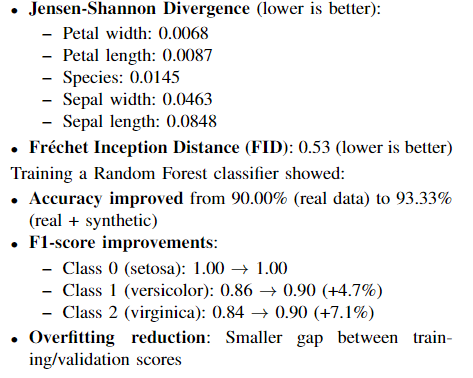 • Jensen-Shannon Divergence (lower is better):
– Petal width: 0.0068
– Petal length: 0.0087
– Species: 0.0145
– Sepal width: 0.0463
– Sepal length: 0.0848
• Fréchet Inception Distance (FID): 0.53 (lower is better)
Training a Random Forest classifier showed:
• Accuracy improved from 90.00% (real data) to 93.33%
(real + synthetic)
• F1-score improvements:
– Class 0 (setosa): 1.00 → 1.00
– Class 1 (versicolor): 0.86 → 0.90 (+4.7%)
– Class 2 (virginica): 0.84 → 0.90 (+7.1%)
• Overfitting reduction: Smaller gap between train-
ing/validation scores